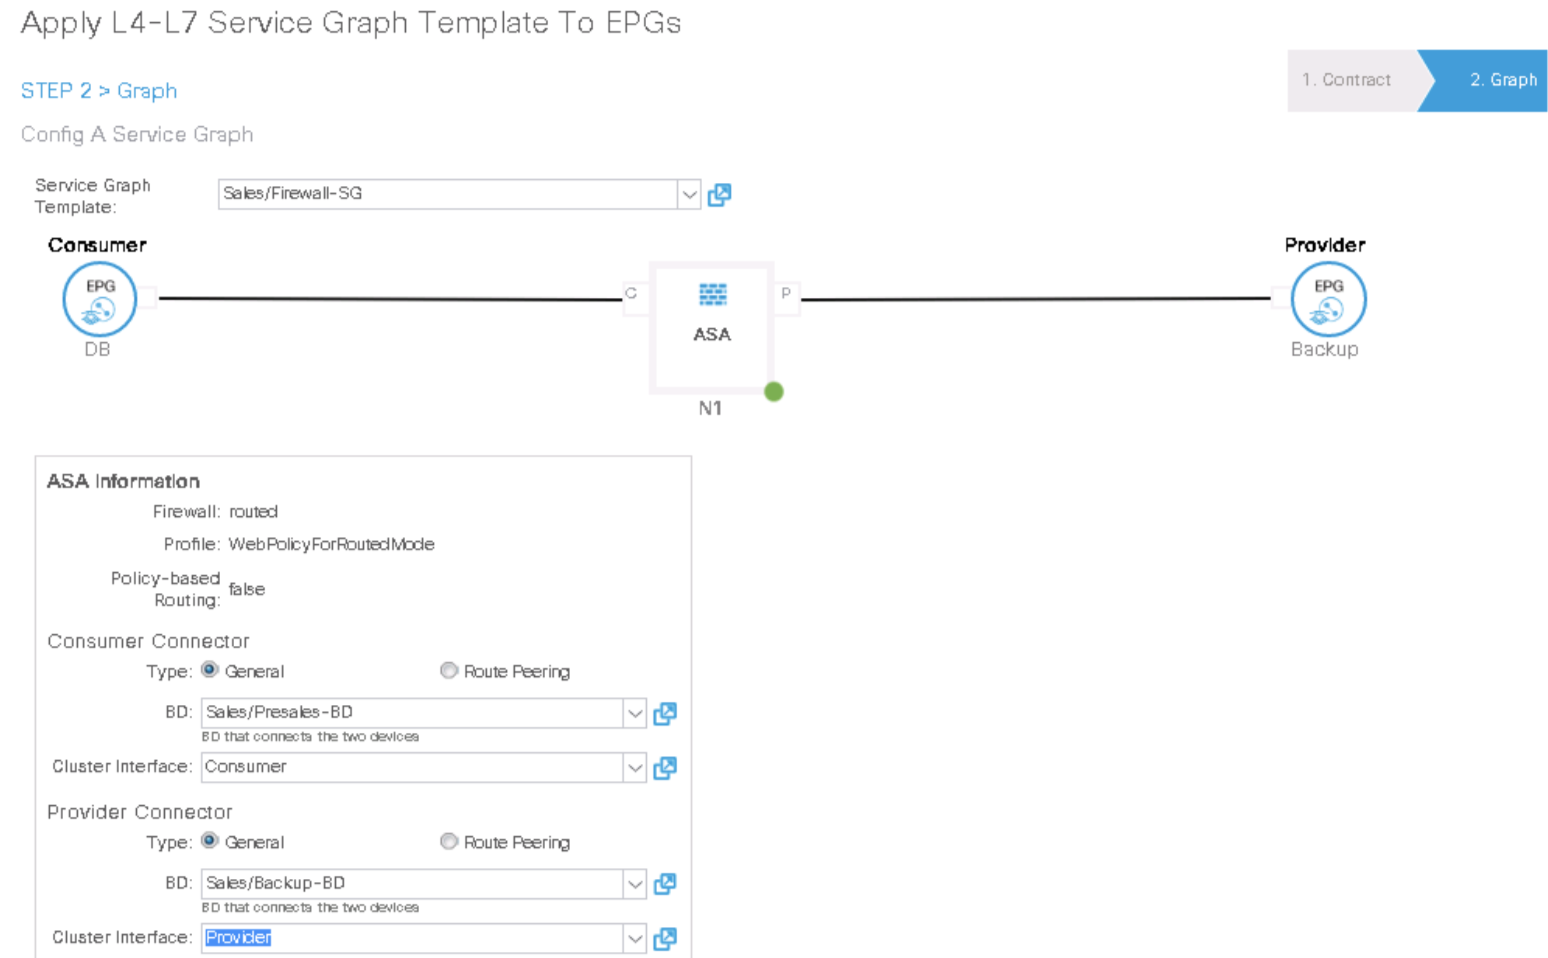 Apply L4-L7 Service Graph Template To EPGs
STEP 2 > Graph
1. Contract
2. Graph
Config A Service Graph
Service Graph
Template:
Sales/Firewall-SG
Consumer
Provider
EPG
C
P
EPG
ASA
DB
Backup
N1
ASA Information
Firewall: routed
Profile: WebPolicyForRoutedMode
Policy-based
Routing: false
Consumer Connector
Type: General Route Peering
BD: Sales/Presales-BD
BD that connects the two devices
Cluster Interface: Consumer
Provider Connector
Type: General Route Peering
BD: Sales/Backup-BD
BD that connects the two devices
Cluster Interface: Provider